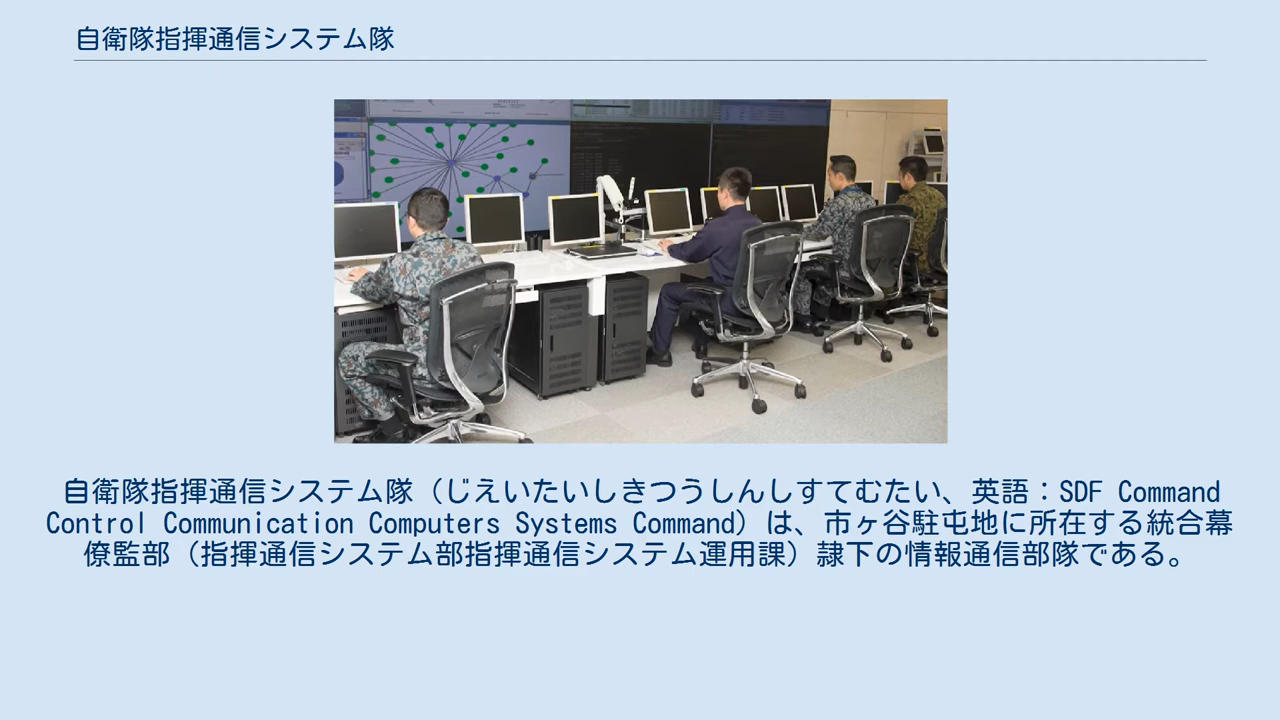 自衛隊指揮通信システム隊
自衛隊指揮通信システム隊（じえいたいしきつうしんしすてむたい、英語：SDF Command
Control Communication Computers Systems Command）は、市ヶ谷駐屯地に所在する統合幕
僚監部（指揮通信システム部指揮通信システム運用課）隷下の情報通信部隊である。